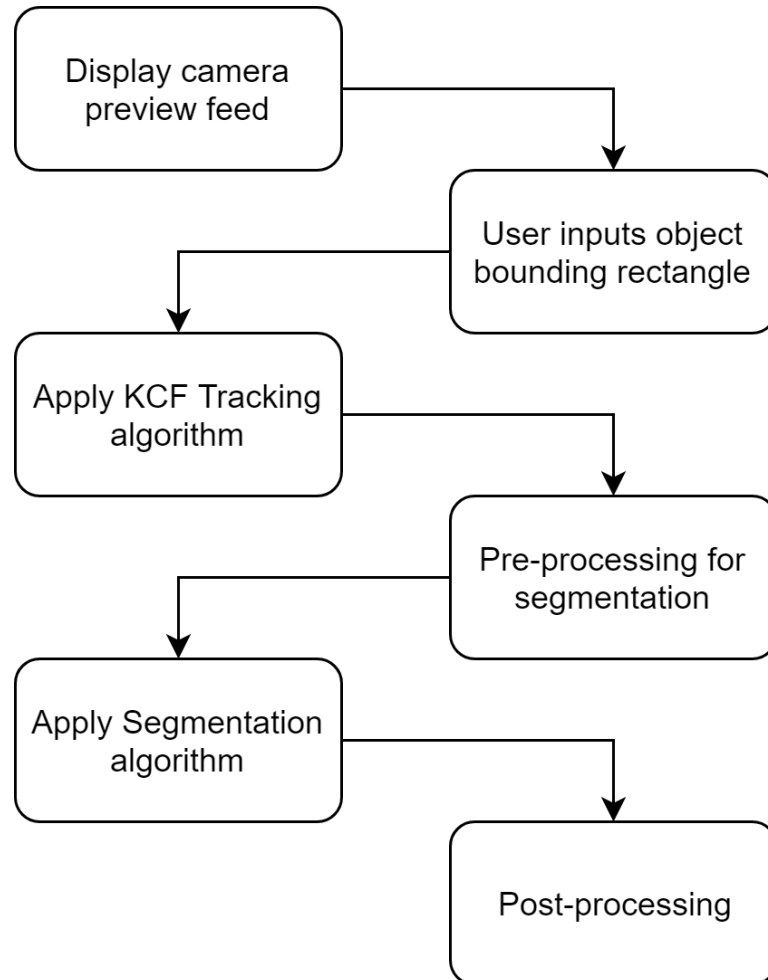 Display camera
preview feed
User inputs object
bounding rectangle
Apply KCF Tracking
algorithm
Pre-processing for
segmentation
Apply Segmentation
algorithm
Post-processing